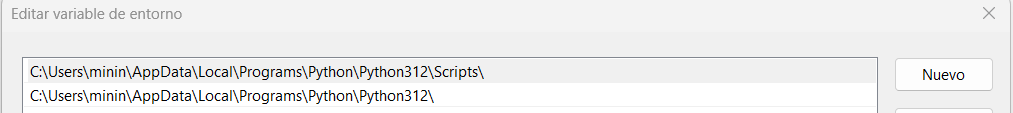 Editar variable de entorno
C:\Users\minin\AppData\Local\Programs\Python\Python312\Scripts\
Nuevo
C:\Users\minin\AppData\Local\Programs\Python\Python312\